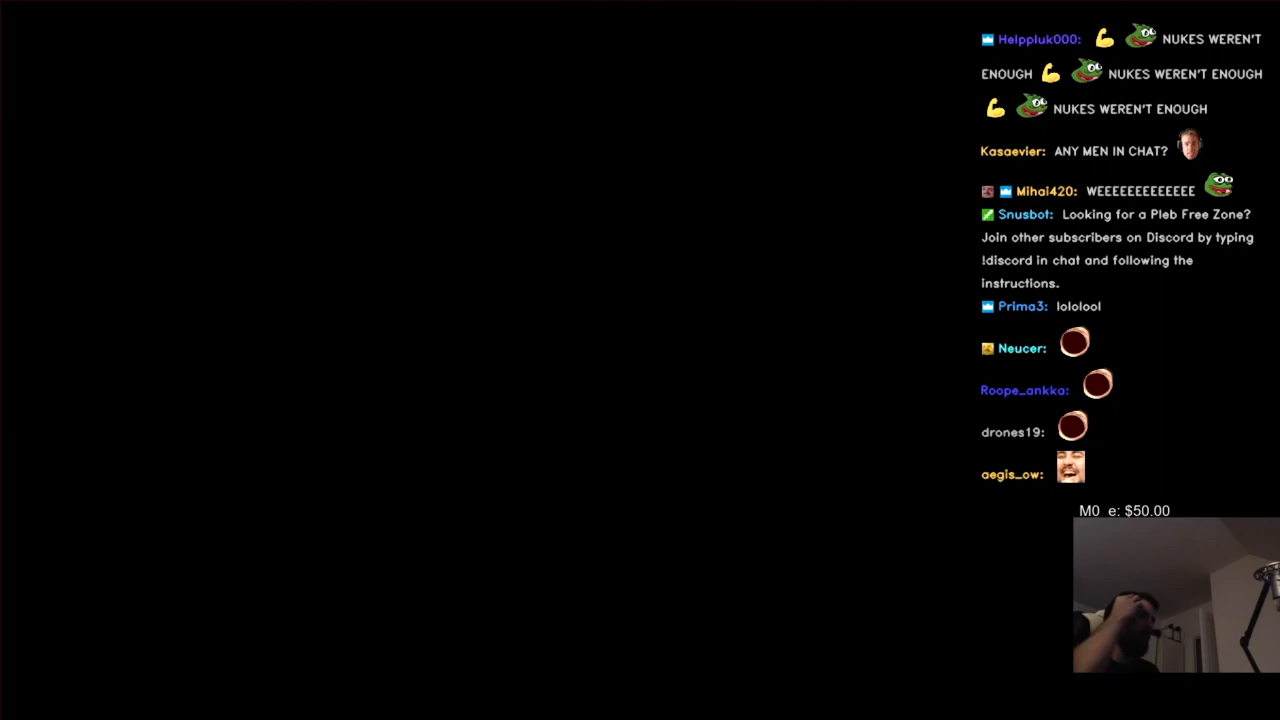 Helppluk000: NUKES WEREN'T
ENOUGH NUKES WEREN'T ENOUGH
NUKES WEREN'T ENOUGH
Kasaevier: ANY MEN IN CHAT?
Mihai420: WEEEEEEEEEEEEE
Snusbot: Looking for a Pleb Free Zone?
Join other subscribers on Discord by typing
!discord in chat and following the
instructions.
Prima3: lololool
Neucer:
Roope_ankka:
drones19:
aegis_ow:
M0_e: $50.00